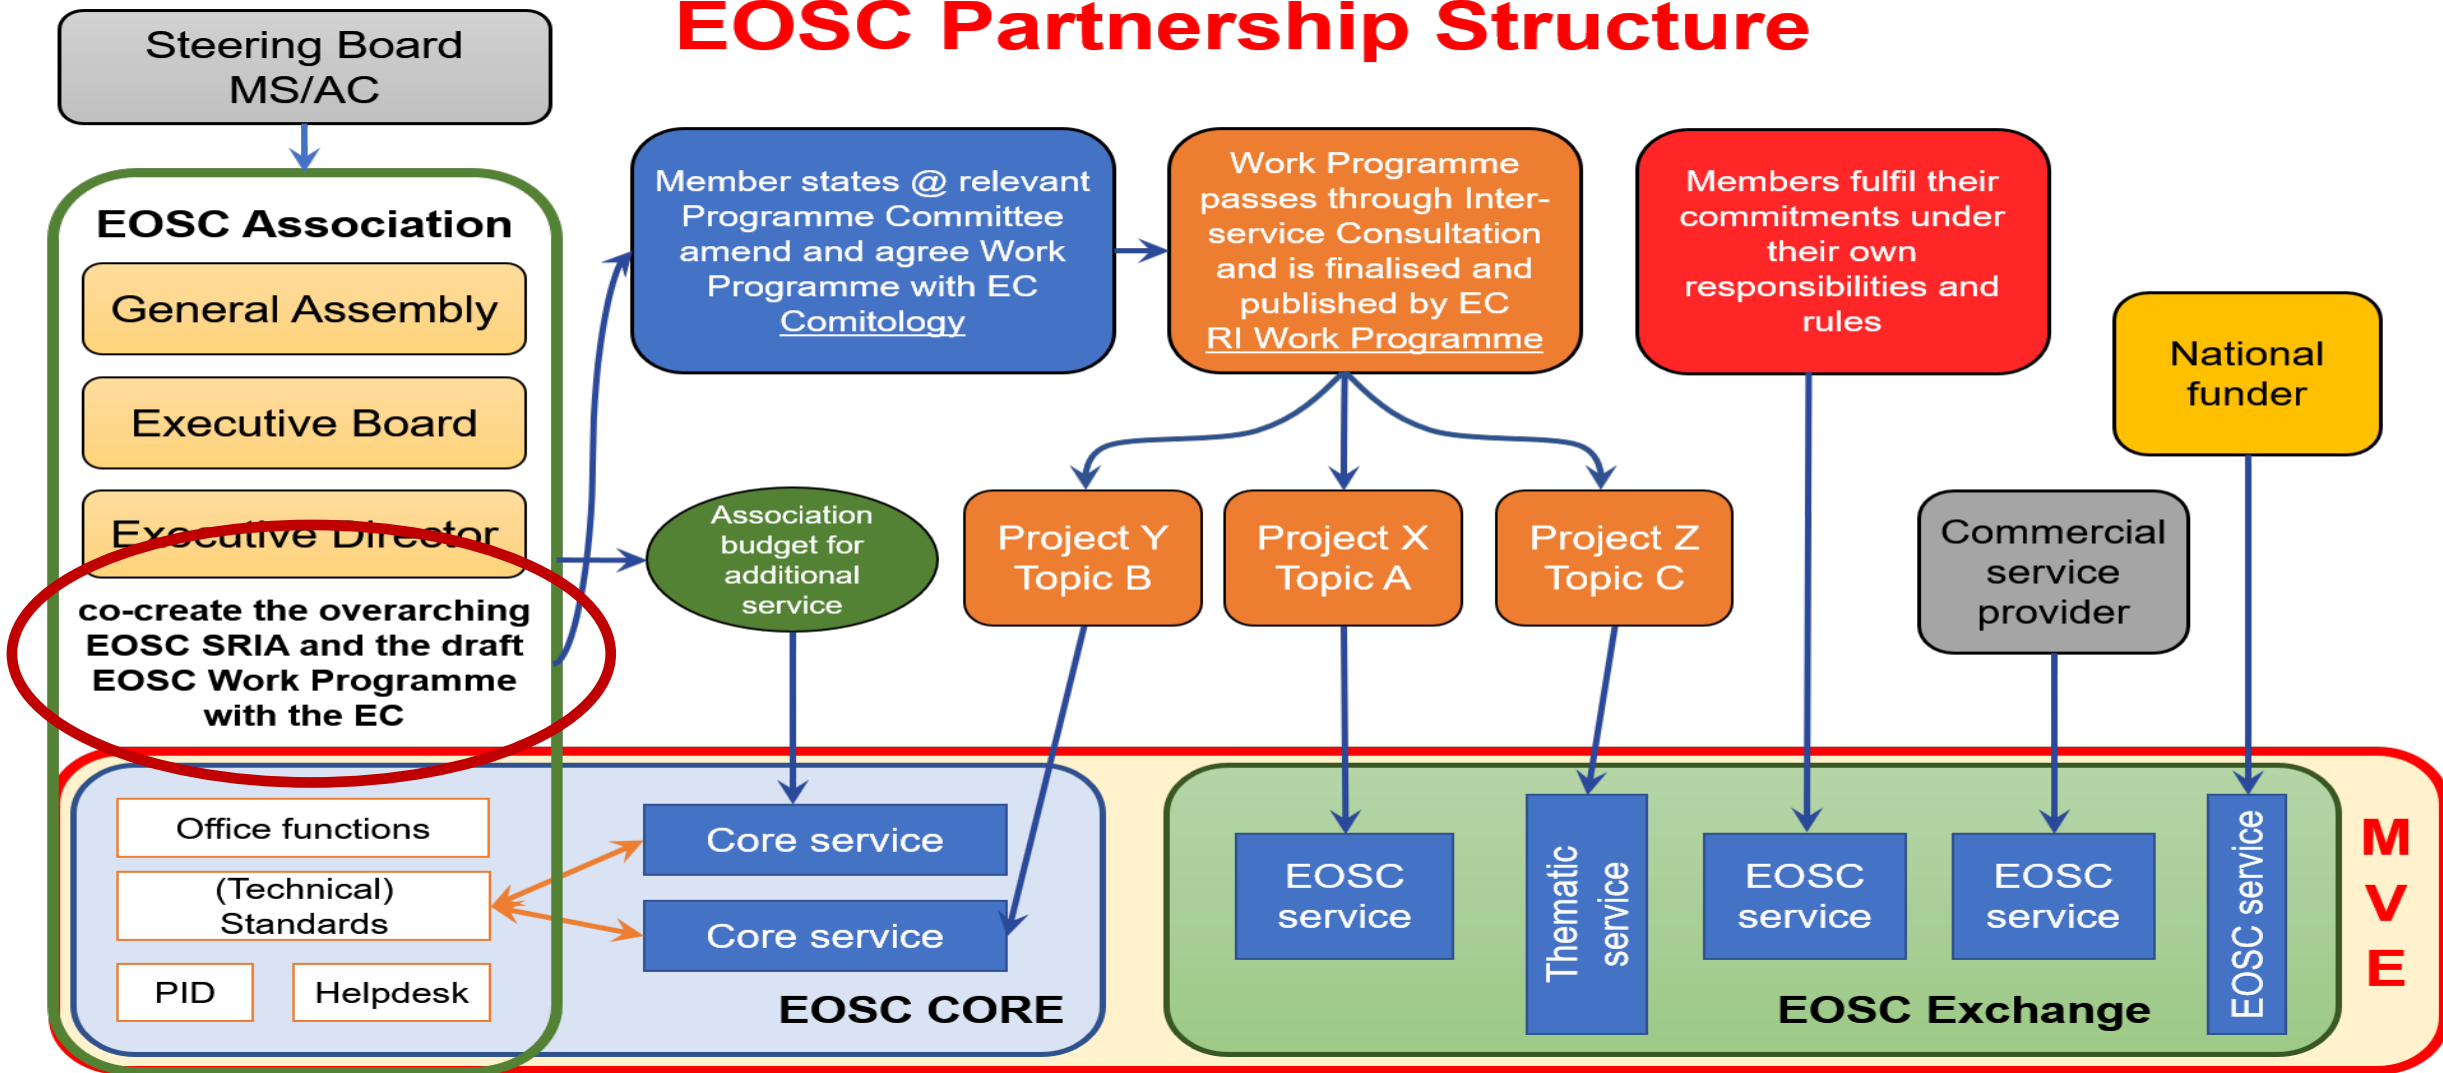 EOSC Partnership Structure
Steering Board
MS/AC
EOSC Association
General Assembly
Executive Board
Executive Director
co-create the overarching
EOSC SRIA and the draft
EOSC Work Programme
with the EC
Member states @ relevant
Programme Committee
amend and agree Work
Programme with EC
Comitology
Work Programme
passes through Inter-
service Consultation
and is finalised and
published by EC
RI Work Programme
Members fulfil their
commitments under
their own
responsibilities and
rules
National
funder
Association
budget for
additional
service
Project Y
Topic B
Project X
Topic A
Project Z
Topic C
Commercial
service
provider
Office functions
(Technical)
Standards
PID
Helpdesk
Core service
Core service
EOSC CORE
EOSC
service
Thematic
service
EOSC
service
EOSC
service
EOSC service
EOSC Exchange
M
V
E